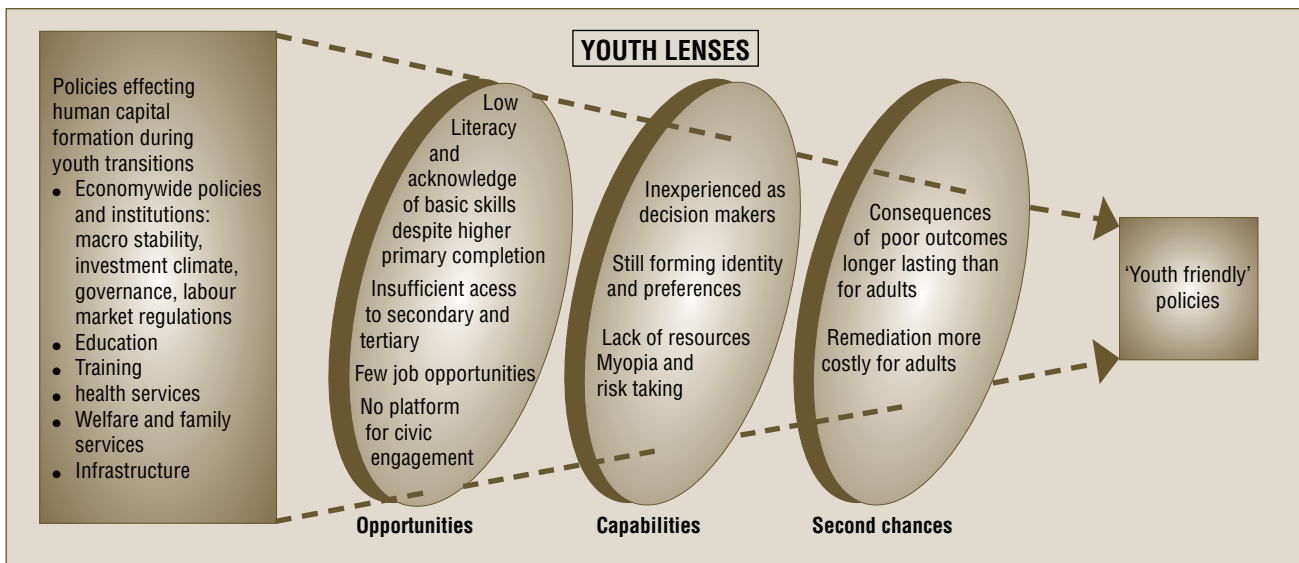 YOUTH LENSES
Policies effecting
human capital
formation during
youth transitions
• Economywide policies
and institutions:
macro stability,
investment climate,
governance, labour
market regulations
• Education
• Training
• health services
• Welfare and family
services
• Infrastructure
Low
Literacy
and
acknowledge
of basic skills
despite higher
primary completion
Insufficient acess
to secondary and
tertiary
Few job opportunities
No platform
for civic
engagement
Opportunities
Inexperienced as
decision makers
Still forming identity
and preferences
Lack of resources
Myopia and
risk taking
Capabilities
Consequences
of poor outcomes
longer lasting than
for adults
Remediation more
costly for adults
Second chances
‘Youth friendly’
policies